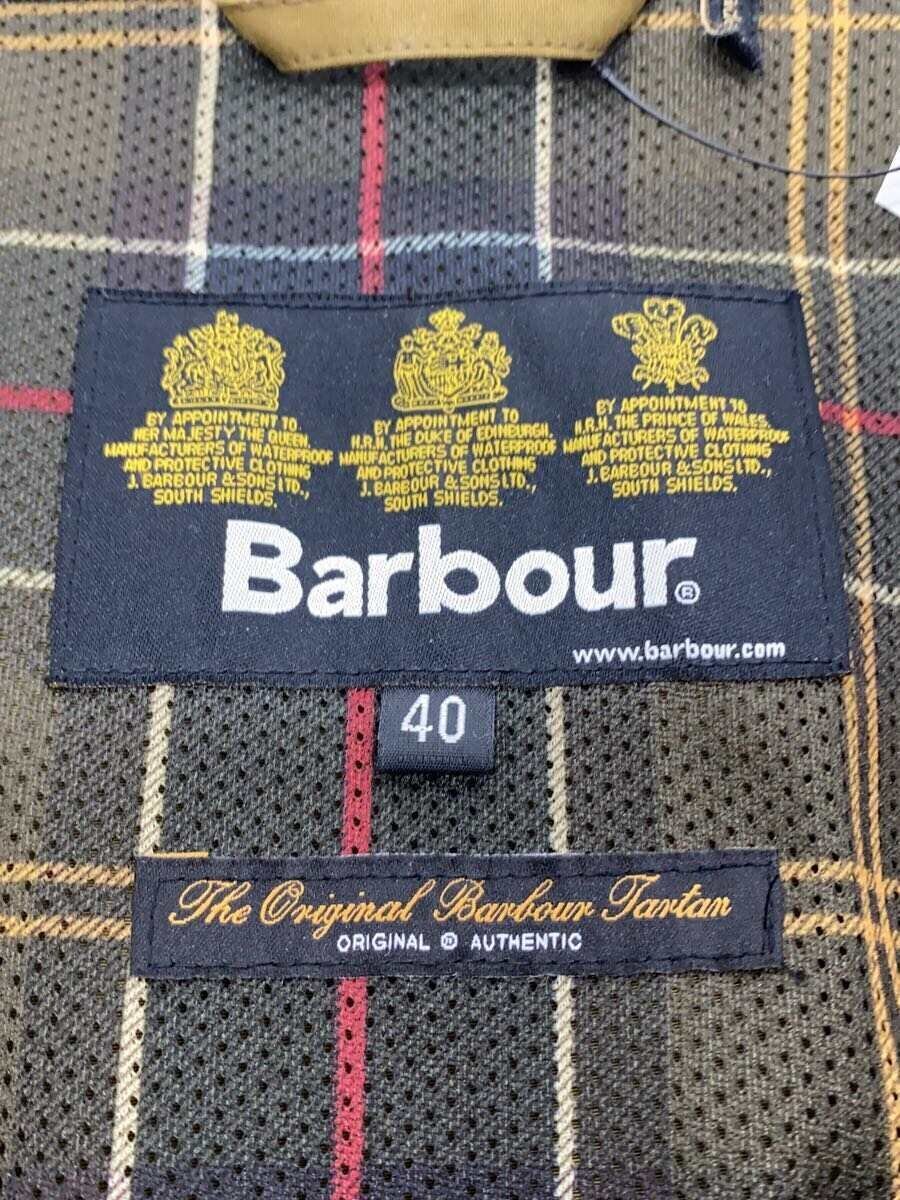 BY APPOINTMENT TO
HER MAJESTY THE QUEEN
MANUFACTURERS OF WATERPROOF
AND PROTECTIVE CLOTHING
J. BARBOUR & SONS LTD.,
SOUTH SHIELDS.
BY APPOINTMENT TO
H.R.H. THE DUKE OF EDINBURGH
MANUFACTURERS OF WATERPROOF
AND PROTECTIVE CLOTHING
J. BARBOUR & SONS LTD.,
SOUTH SHIELDS.
BY APPOINTMENT TO
H.R.H. THE PRINCE OF WALES
MANUFACTURERS OF WATERPROOF
AND PROTECTIVE CLOTHING
J. BARBOUR & SONS LTD.,
SOUTH SHIELDS.
Barbour®
www.barbour.com
40
The Original Barbour Tartan
ORIGINAL ® AUTHENTIC